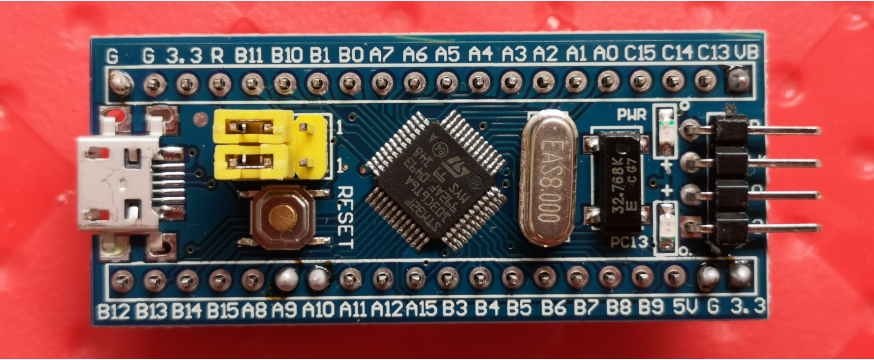 G G 3.3 R B11 B10 B1 B0 A7 A6 A5 A4 A3 A2 A1 A0 C15 C14 C13 VB
PWR
1
1
RESET
EA38.000
32.768K
E CG7
PC13
B12 B13 B14 B15 A8 A9 A10 A11 A12 A15 B3 B4 B5 B6 B7 B8 B9 5V G 3.3